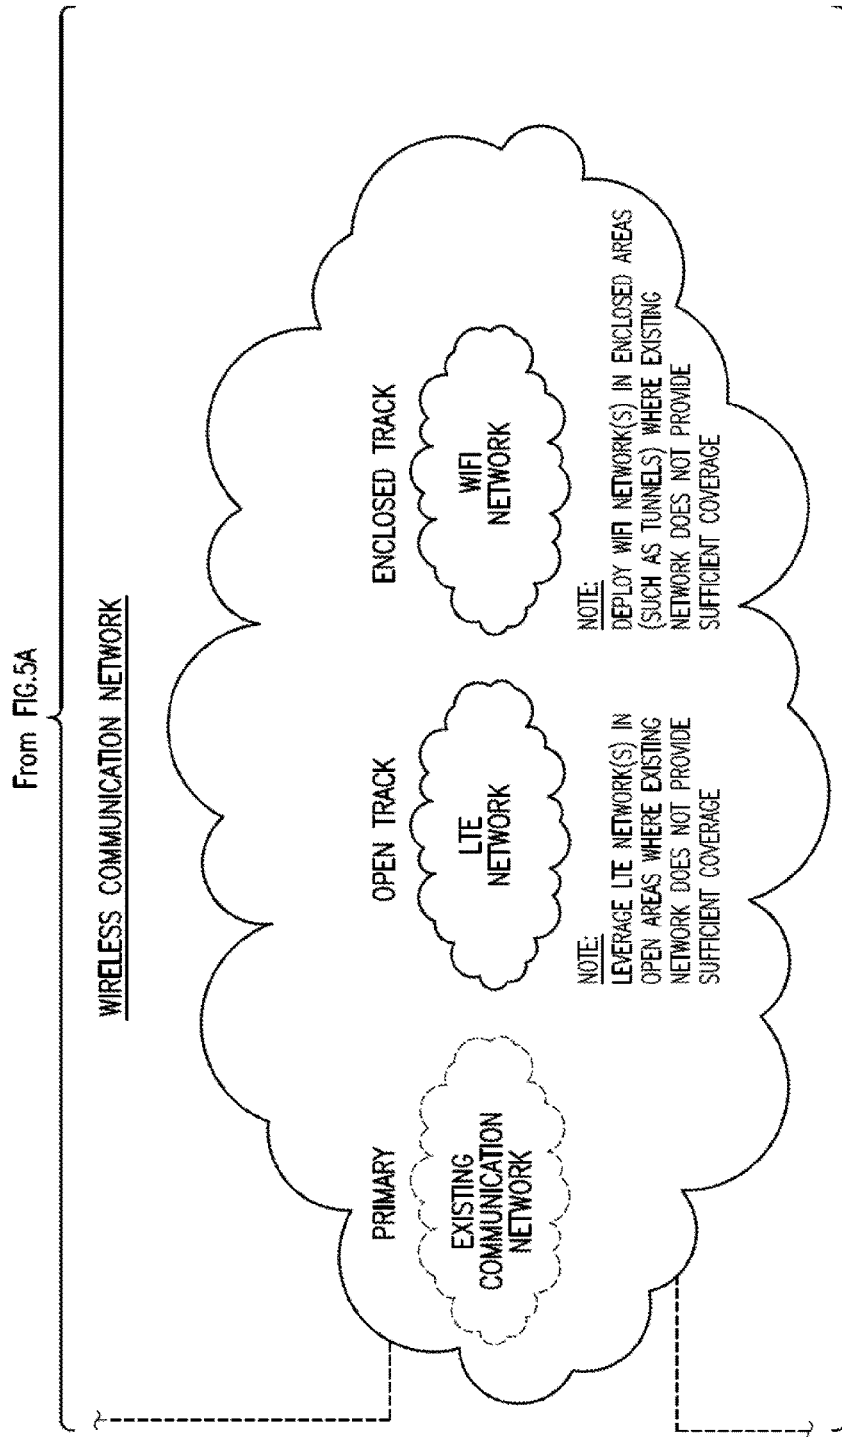 From FIG.5A
WIRELESS COMMUNICATION NETWORK
PRIMARY
EXISTING
COMMUNICATION
NETWORK
OPEN TRACK
LTE
NETWORK
NOTE:
LEVERAGE LTE NETWORK(S) IN
OPEN AREAS WHERE EXISTING
NETWORK DOES NOT PROVIDE
SUFFICIENT COVERAGE
ENCLOSED TRACK
WIFI
NETWORK
NOTE:
DEPLOY WIFI NETWORK(S) IN ENCLOSED AREAS
(SUCH AS TUNNELS) WHERE EXISTING
NETWORK DOES NOT PROVIDE
SUFFICIENT COVERAGE